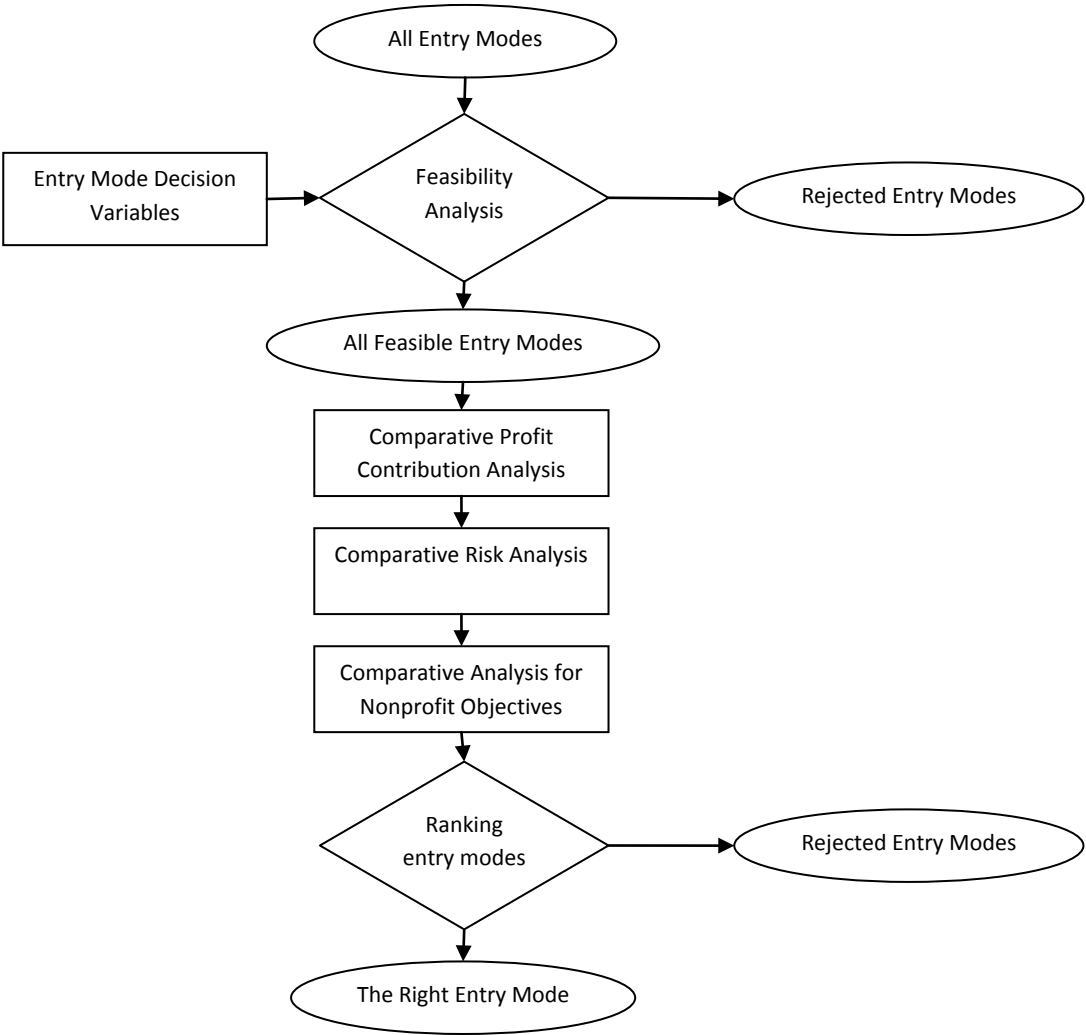 All Entry Modes
Entry Mode Decision
Variables
Feasibility
Analysis
Rejected Entry Modes
All Feasible Entry Modes
Comparative Profit
Contribution Analysis
Comparative Risk Analysis
Comparative Analysis for
Nonprofit Objectives
Ranking
entry modes
Rejected Entry Modes
The Right Entry Mode